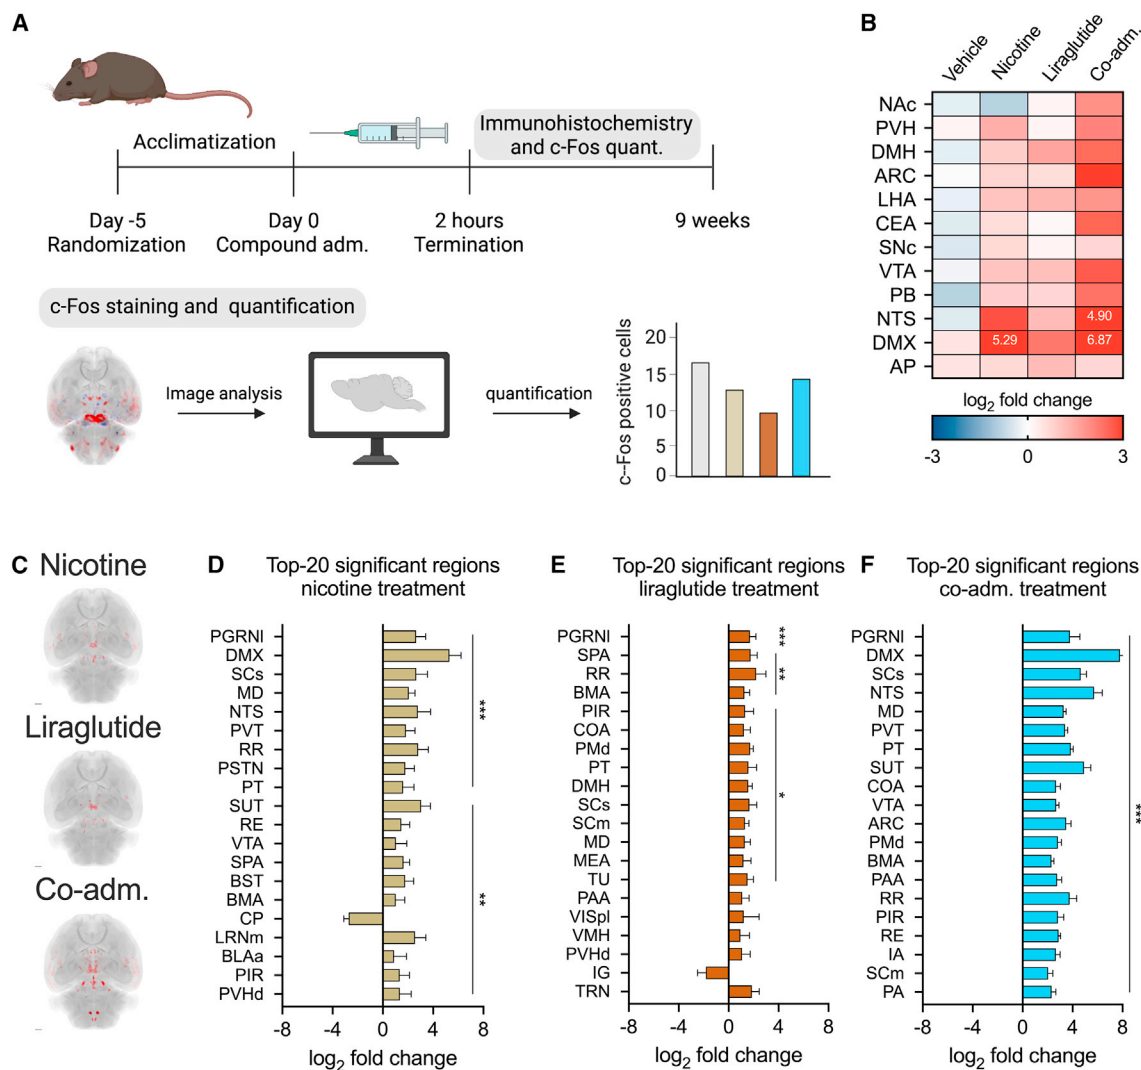 A
Acclimatization
Immunohistochemistry
and c-Fos quant.
Day -5
Randomization
Day 0
Compound adm.
2 hours
Termination
9 weeks
c-Fos staining and quantification
Image analysis
quantification
c--Fos positive cells
20
15
10
5
0
B
Vehicle
Nicotine
Liraglutide
Co-adm.
NAc
PVH
DMH
ARC
LHA
CEA
SNc
VTA
PB
NTS 4.90
DMX 5.29 6.87
AP
log2 fold change
-3 0 3
C
Nicotine
Liraglutide
Co-adm.
D
Top-20 significant regions
nicotine treatment
PGRNl
DMX
SCs
MD
NTS
PVT
RR
PSTN
PT
SUT
RE
VTA
SPA
BST
BMA
CP
LRNm
BLAa
PIR
PVHd
***
**
-8 -4 0 4 8
log2 fold change
E
Top-20 significant regions
liraglutide treatment
PGRNl
SPA
RR
BMA
PIR
COA
PMd
PT
DMH
SCs
SCm
MD
MEA
TU
PAA
VISpl
VMH
PVHd
IG
TRN
***
**
*
-8 -4 0 4 8
log2 fold change
F
Top-20 significant regions
co-adm. treatment
PGRNl
DMX
SCs
NTS
MD
PVT
PT
SUT
COA
VTA
ARC
PMd
BMA
PAA
RR
PIR
RE
IA
SCm
PA
***
-8 -4 0 4 8
log2 fold change